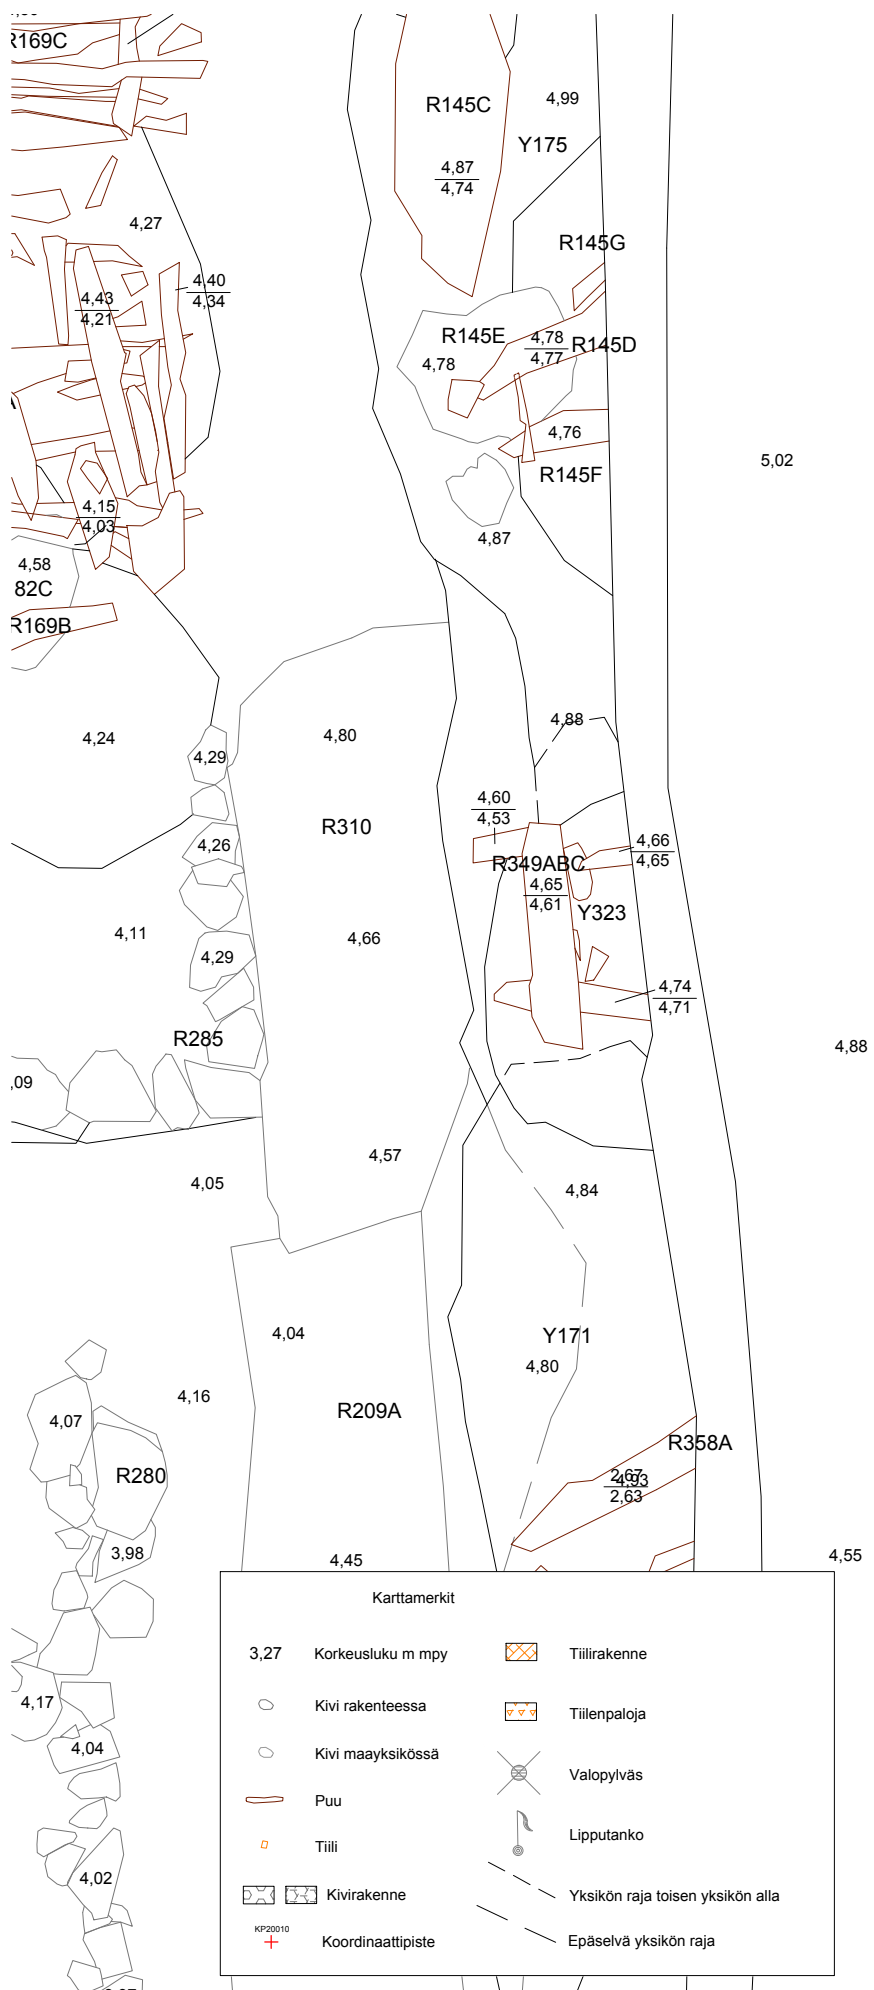 R169C
R145C
4,99
Y175
4,87
4,74
4,27
R145G
4,40
4,34
4,43
4,21
R145E
4,78
4,77
R145D
4,78
4,76
5,02
R145F
4,15
4,03
4,87
4,58
82C
R169B
4,88
4,24
4,80
4,29
4,60
4,53
R310
4,26
4,66
4,65
R349ABC
4,65
4,61
Y323
4,11
4,66
4,29
4,74
4,71
R285
4,88
,09
4,57
4,05
4,84
4,04
Y171
4,80
4,16
R209A
4,07
R358A
R280
2,67
4,93
2,63
3,98
4,45
4,55
Karttamerkit
3,27 Korkeusluku m mpy
Tiilirakenne
Kivi rakenteessa
Tiilenpaloja
Kivi maayksikössä
Valopylväs
Puu
Lipputanko
Tiili
Kivirakenne
Yksikön raja toisen yksikön alla
KP20010
Koordinaattipiste
Epäselvä yksikön raja
4,17
4,04
4,02